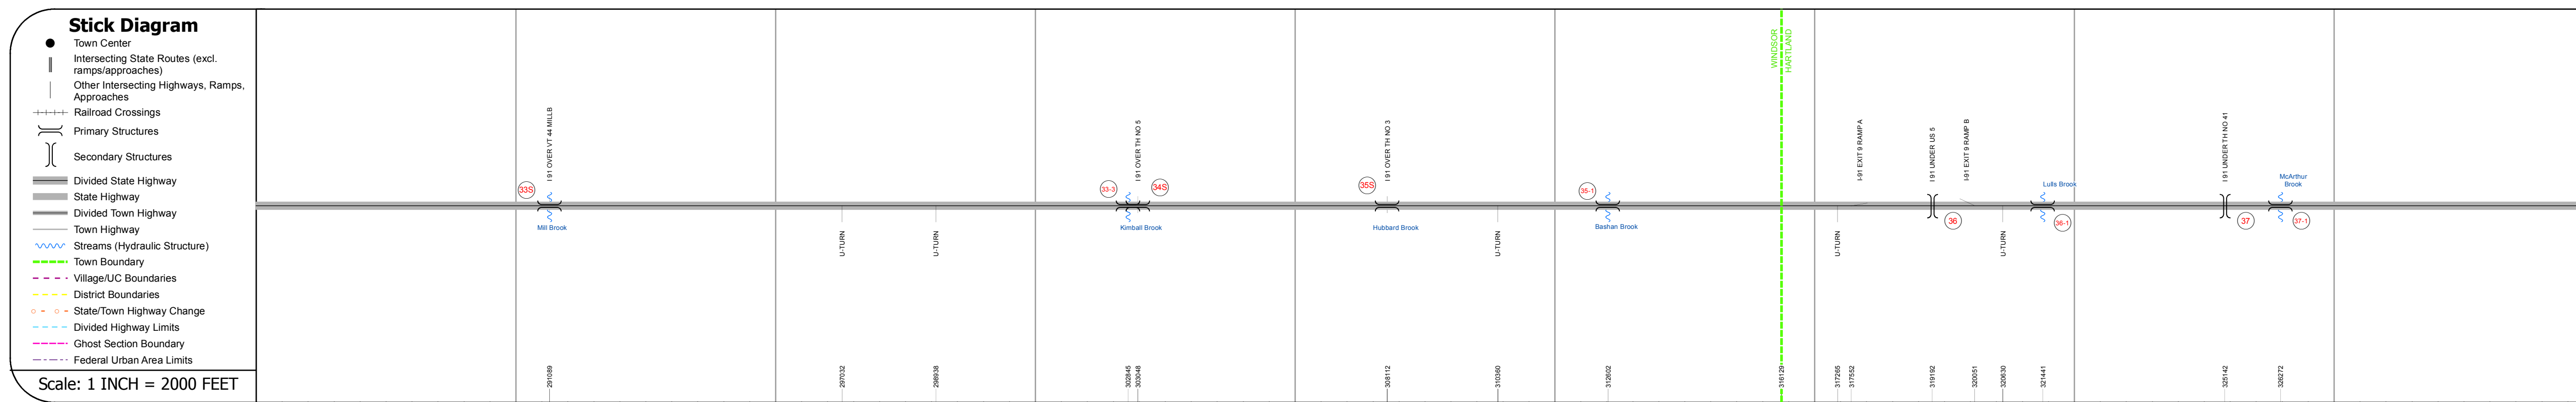 Stick Diagram
Town Center
Intersecting State Routes (excl.
ramps/approaches)
Other Intersecting Highways, Ramps,
Approaches
Railroad Crossings
Primary Structures
Secondary Structures
Divided State Highway
State Highway
Divided Town Highway
Town Highway
Streams (Hydraulic Structure)
Town Boundary
Village/UC Boundaries
District Boundaries
State/Town Highway Change
Divided Highway Limits
Ghost Section Boundary
Federal Urban Area Limits
Scale: 1 INCH = 2000 FEET
33S
I 91 OVER VT 44 MILLB
Mill Brook
U-TURN
U-TURN
33-3
I 91 OVER TH NO 5
34S
Kimball Brook
35S
I 91 OVER TH NO 3
Hubbard Brook
U-TURN
35-1
Bashan Brook
WINDSOR
HARTLAND
U-TURN
I-91 EXIT 9 RAMP A
I 91 UNDER US 5
36
I-91 EXIT 9 RAMP B
U-TURN
Lulls Brook
36-1
I 91 UNDER TH NO 41
37
McArthur
Brook
37-1
291089
297032
298938
302845
303048
308112
310360
312602
316129
317265
317552
319192
320051
320630
321441
325142
326272